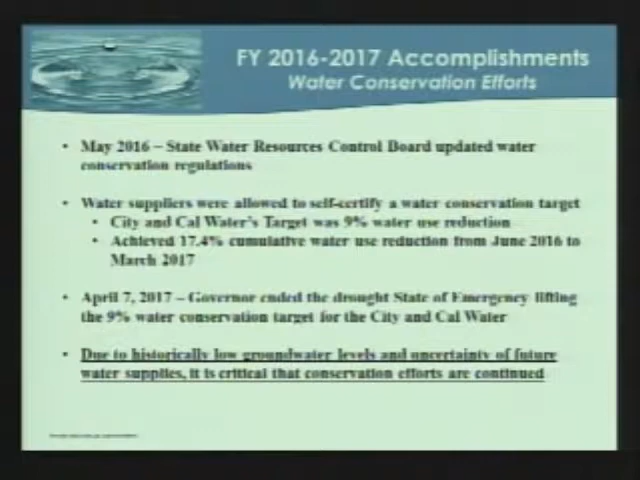 FY 2016-2017 Accomplishments
Water Conservation Efforts
• May 2016 – State Water Resources Control Board updated water
conservation regulations
• Water suppliers were allowed to self-certify a water conservation target
• City and Cal Water's Target was 9% water use reduction
• Achieved 17.4% cumulative water use reduction from June 2016 to
March 2017
• April 7, 2017 – Governor ended the drought State of Emergency lifting
the 9% water conservation target for the City and Cal Water
• Due to historically low groundwater levels and uncertainty of future
water supplies, it is critical that conservation efforts are continued